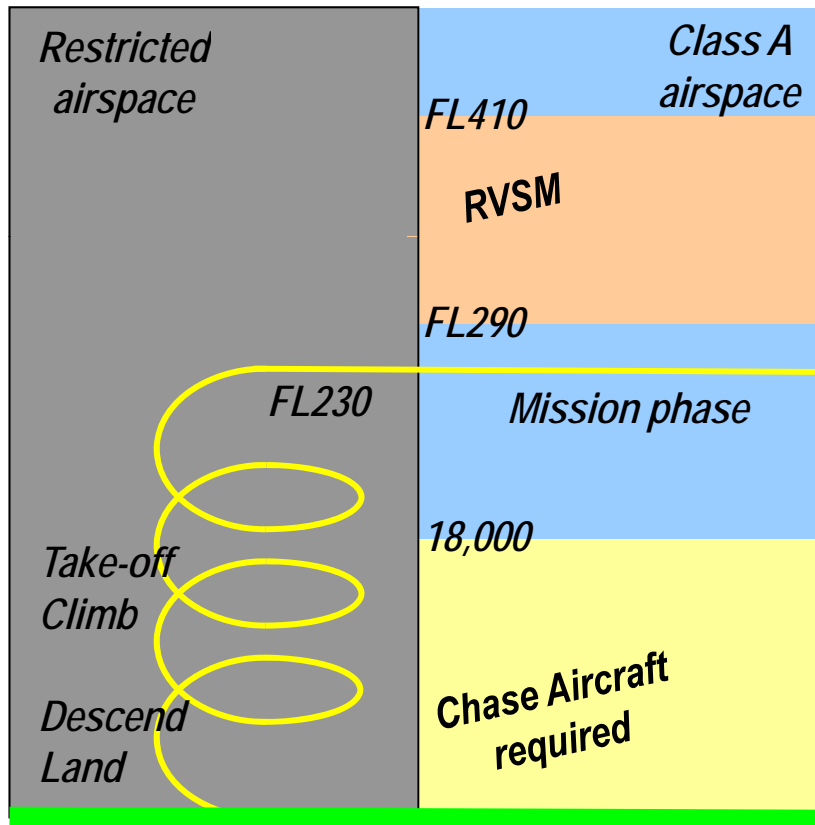 Restricted
airspace
Class A
airspace
FL410
RVSM
FL290
FL230
Mission phase
18,000
Take-off
Climb
Descend
Land
Chase Aircraft
required